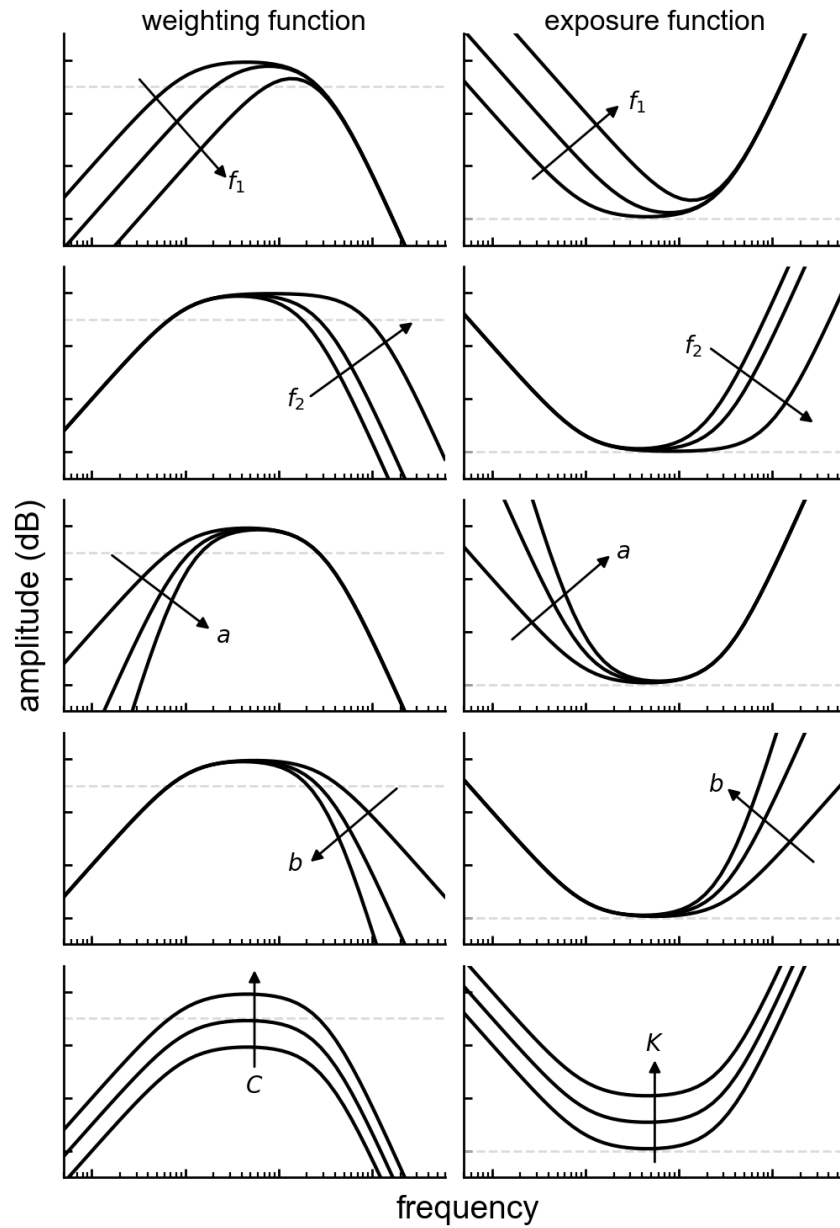 weighting function
exposure function
f1
f1
f2
f2
a
a
b
b
C
K
amplitude (dB)
frequency